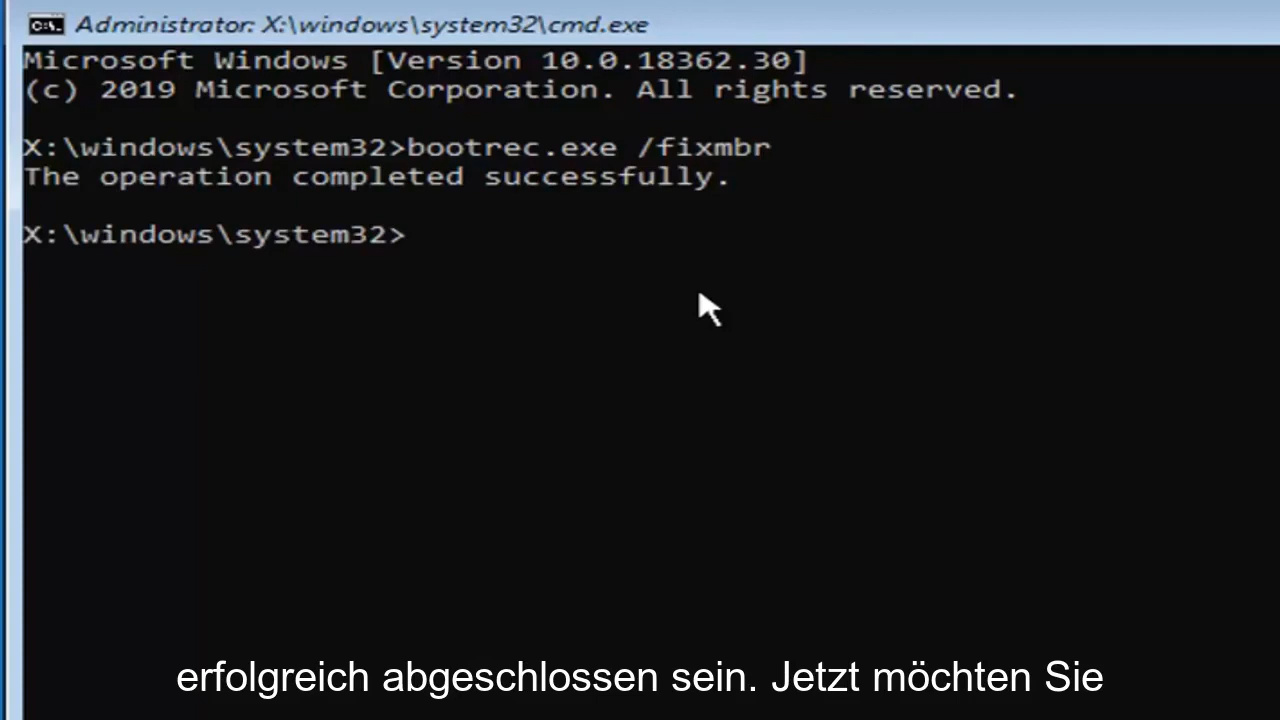 Administrator: X:\windows\system32\cmd.exe
Microsoft Windows [Version 10.0.18362.30]
(c) 2019 Microsoft Corporation. All rights reserved.
X:\windows\system32>bootrec.exe /fixmbr
The operation completed successfully.
X:\windows\system32>
erfolgreich abgeschlossen sein. Jetzt möchten Sie